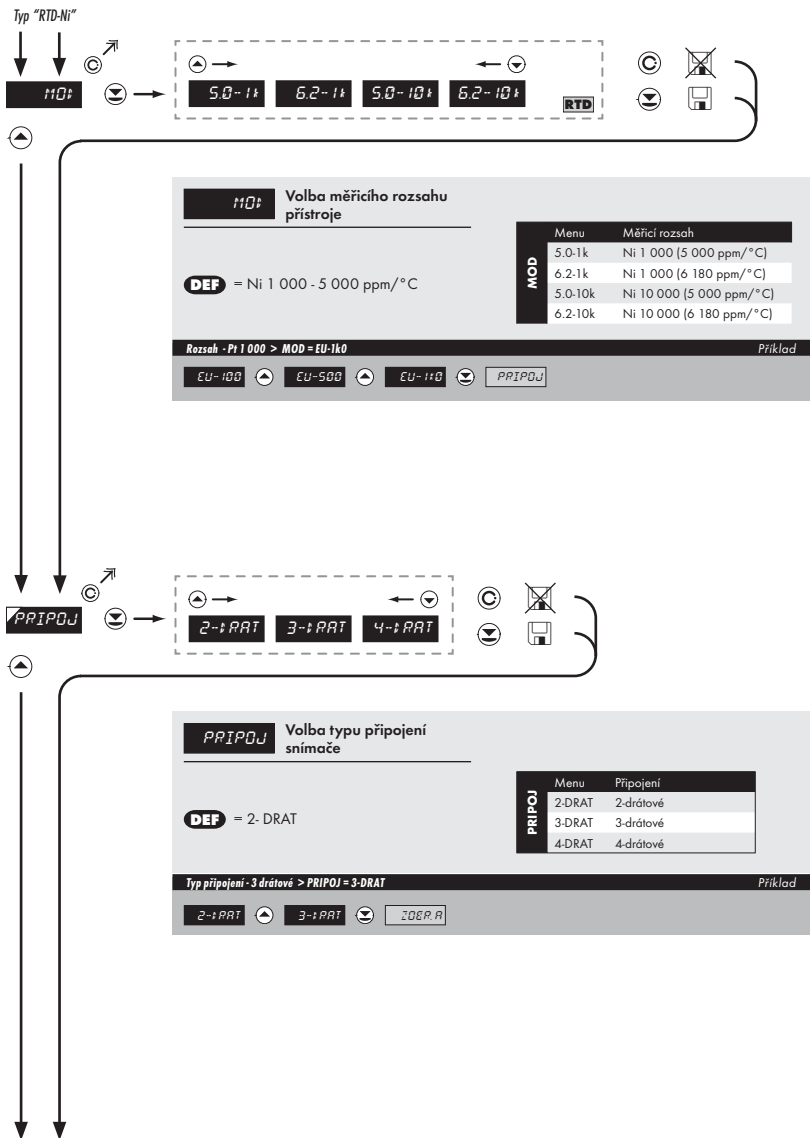 Typ "RTD-Ni"
MOD
5.0-1k 6.2-1k 5.0-10k 6.2-10k
RTD
MOD Volba měřicího rozsahu
přístroje
DEF = Ni 1 000 - 5 000 ppm/°C
MOD
Menu Měřicí rozsah
5.0-1k Ni 1 000 (5 000 ppm/°C)
6.2-1k Ni 1 000 (6 180 ppm/°C)
5.0-10k Ni 10 000 (5 000 ppm/°C)
6.2-10k Ni 10 000 (6 180 ppm/°C)
Rozsah - Pt 1 000 > MOD = EU-1k0 Příklad
EU-100 EU-500 EU-1k0 PRIPOJ
PRIPOJ
2-DRAT 3-DRAT 4-DRAT
PRIPOJ Volba typu připojení
snímače
DEF = 2- DRAT
PRIPOJ
Menu Připojení
2-DRAT 2-drátové
3-DRAT 3-drátové
4-DRAT 4-drátové
Typ připojení - 3 drátové > PRIPOJ = 3-DRAT Příklad
2-DRAT 3-DRAT ZOBR. A